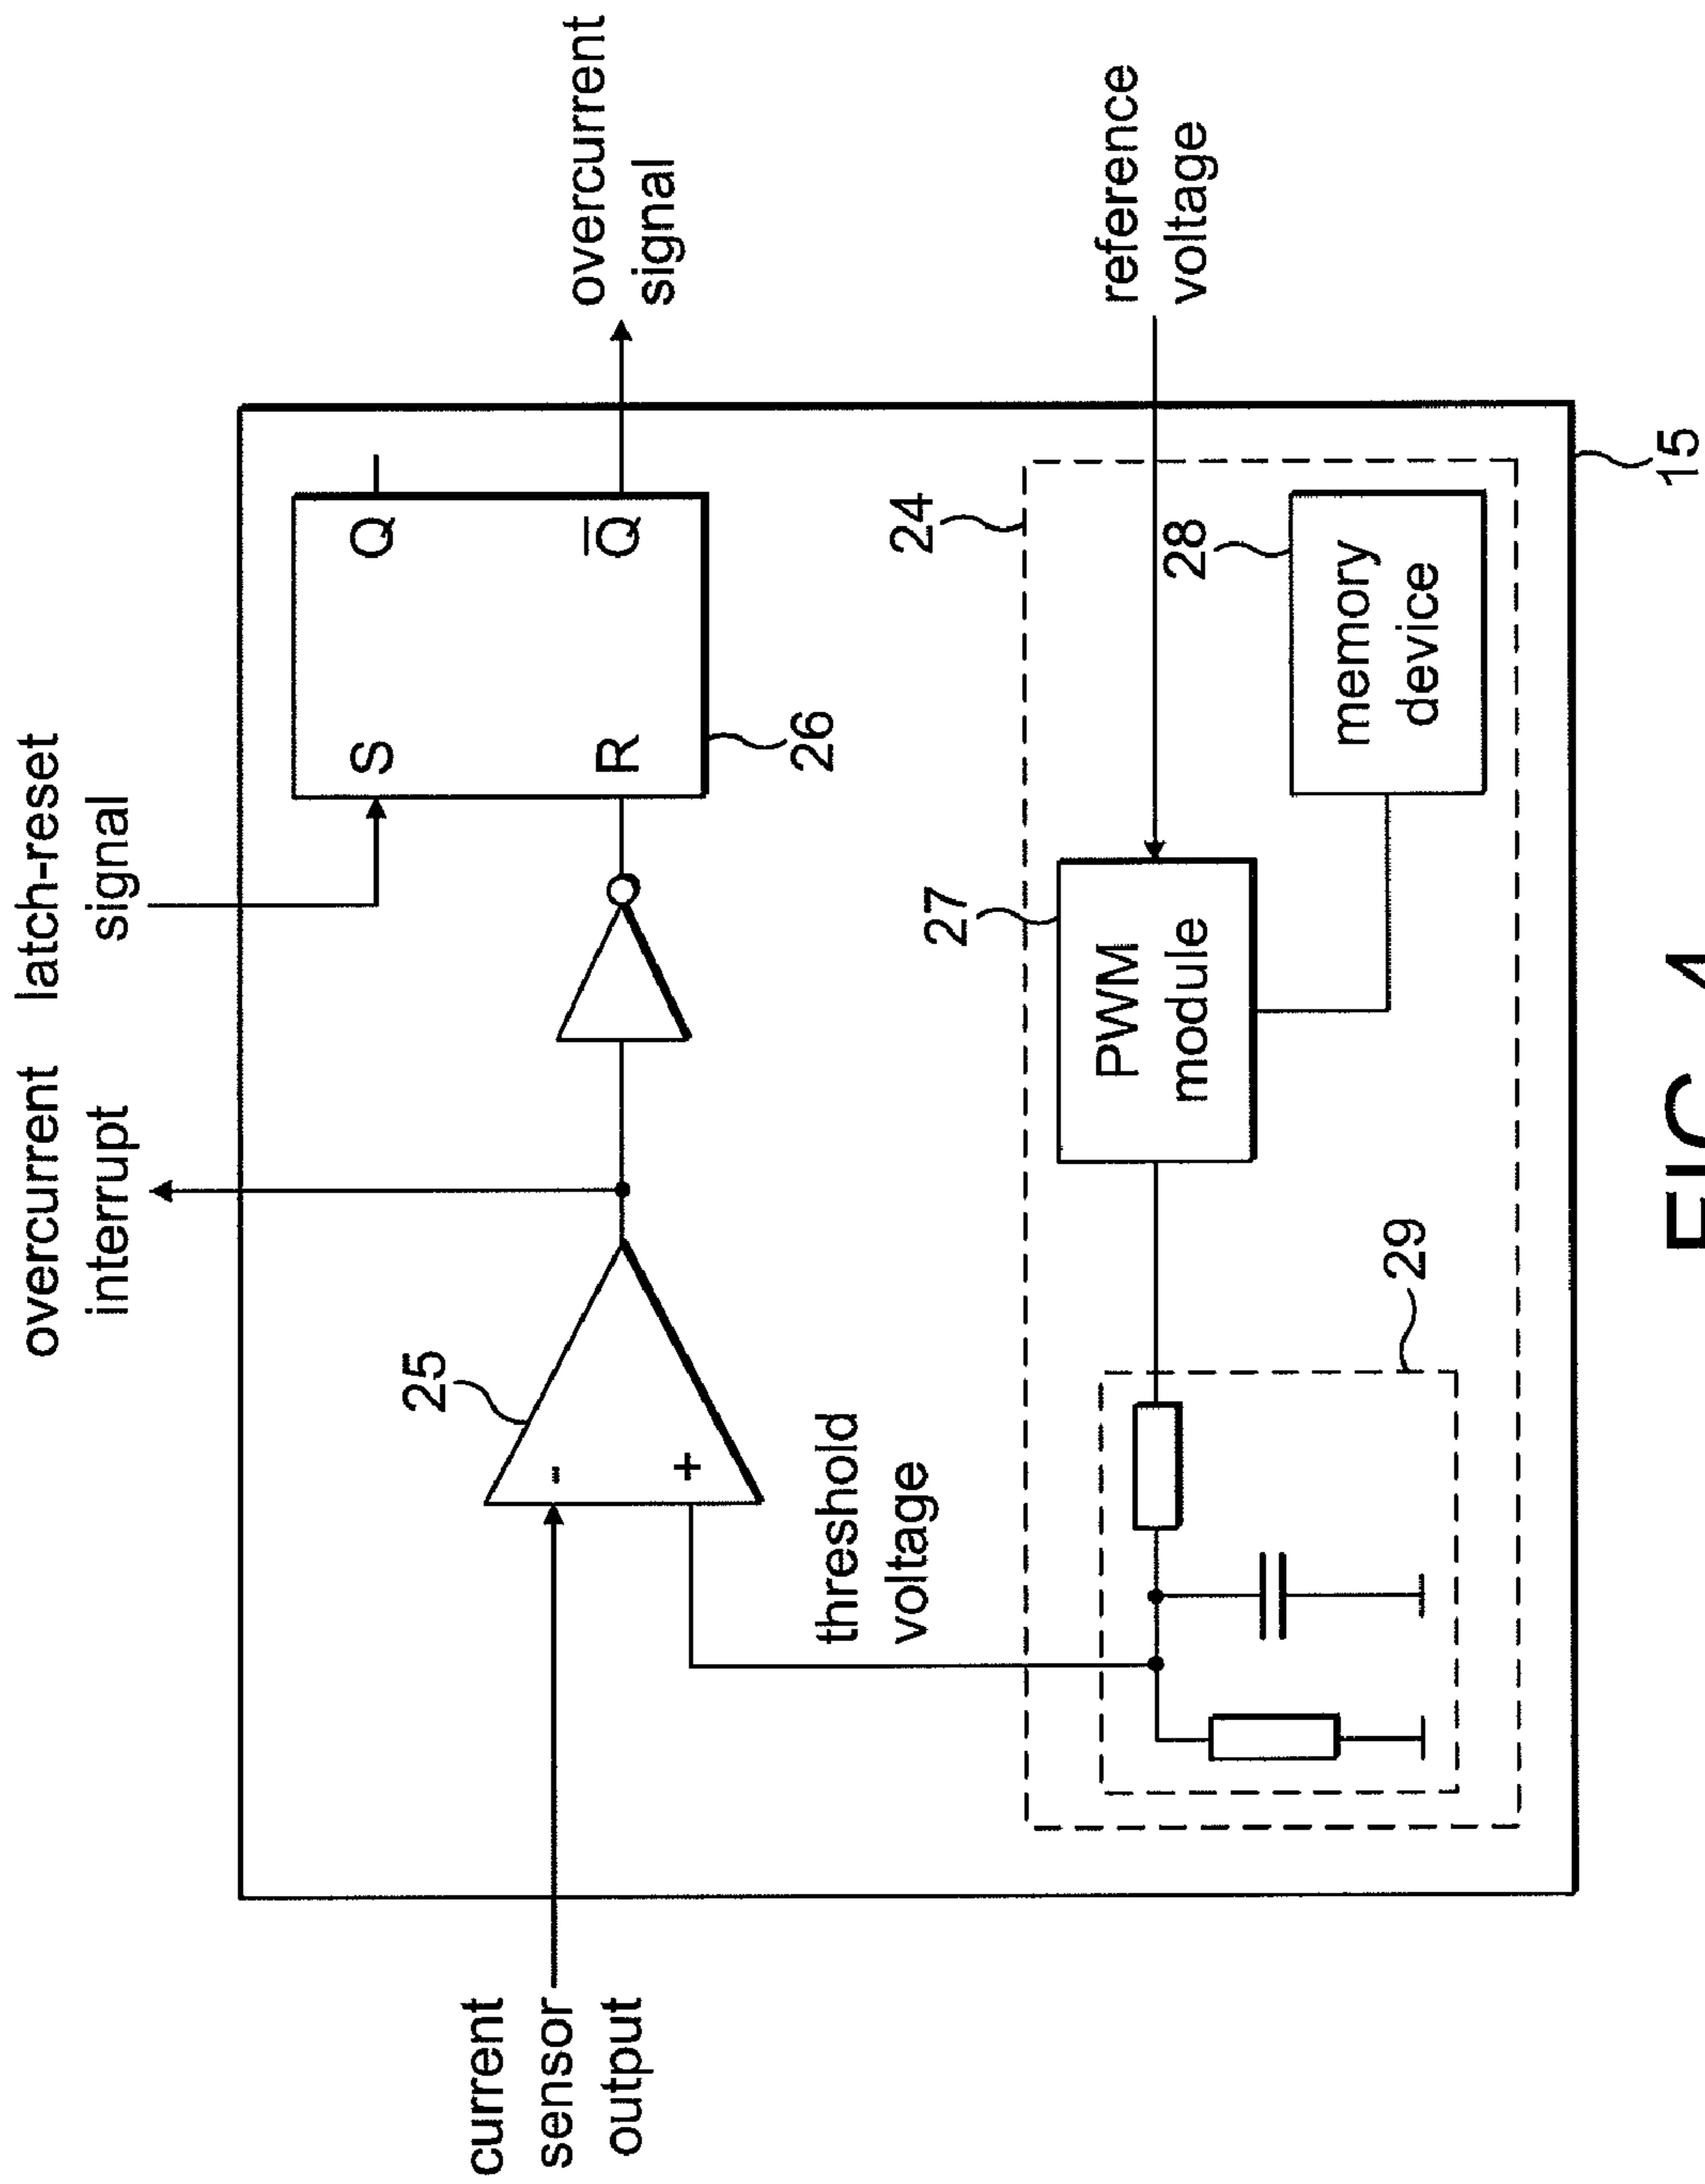 overcurrent
interrupt
latch-reset
signal
current
sensor
output
25
-
+
S
R
Q
Q̅
26
overcurrent
signal
threshold
voltage
24
27
PWM
module
28
memory
device
29
reference
voltage
15
FIG. 4